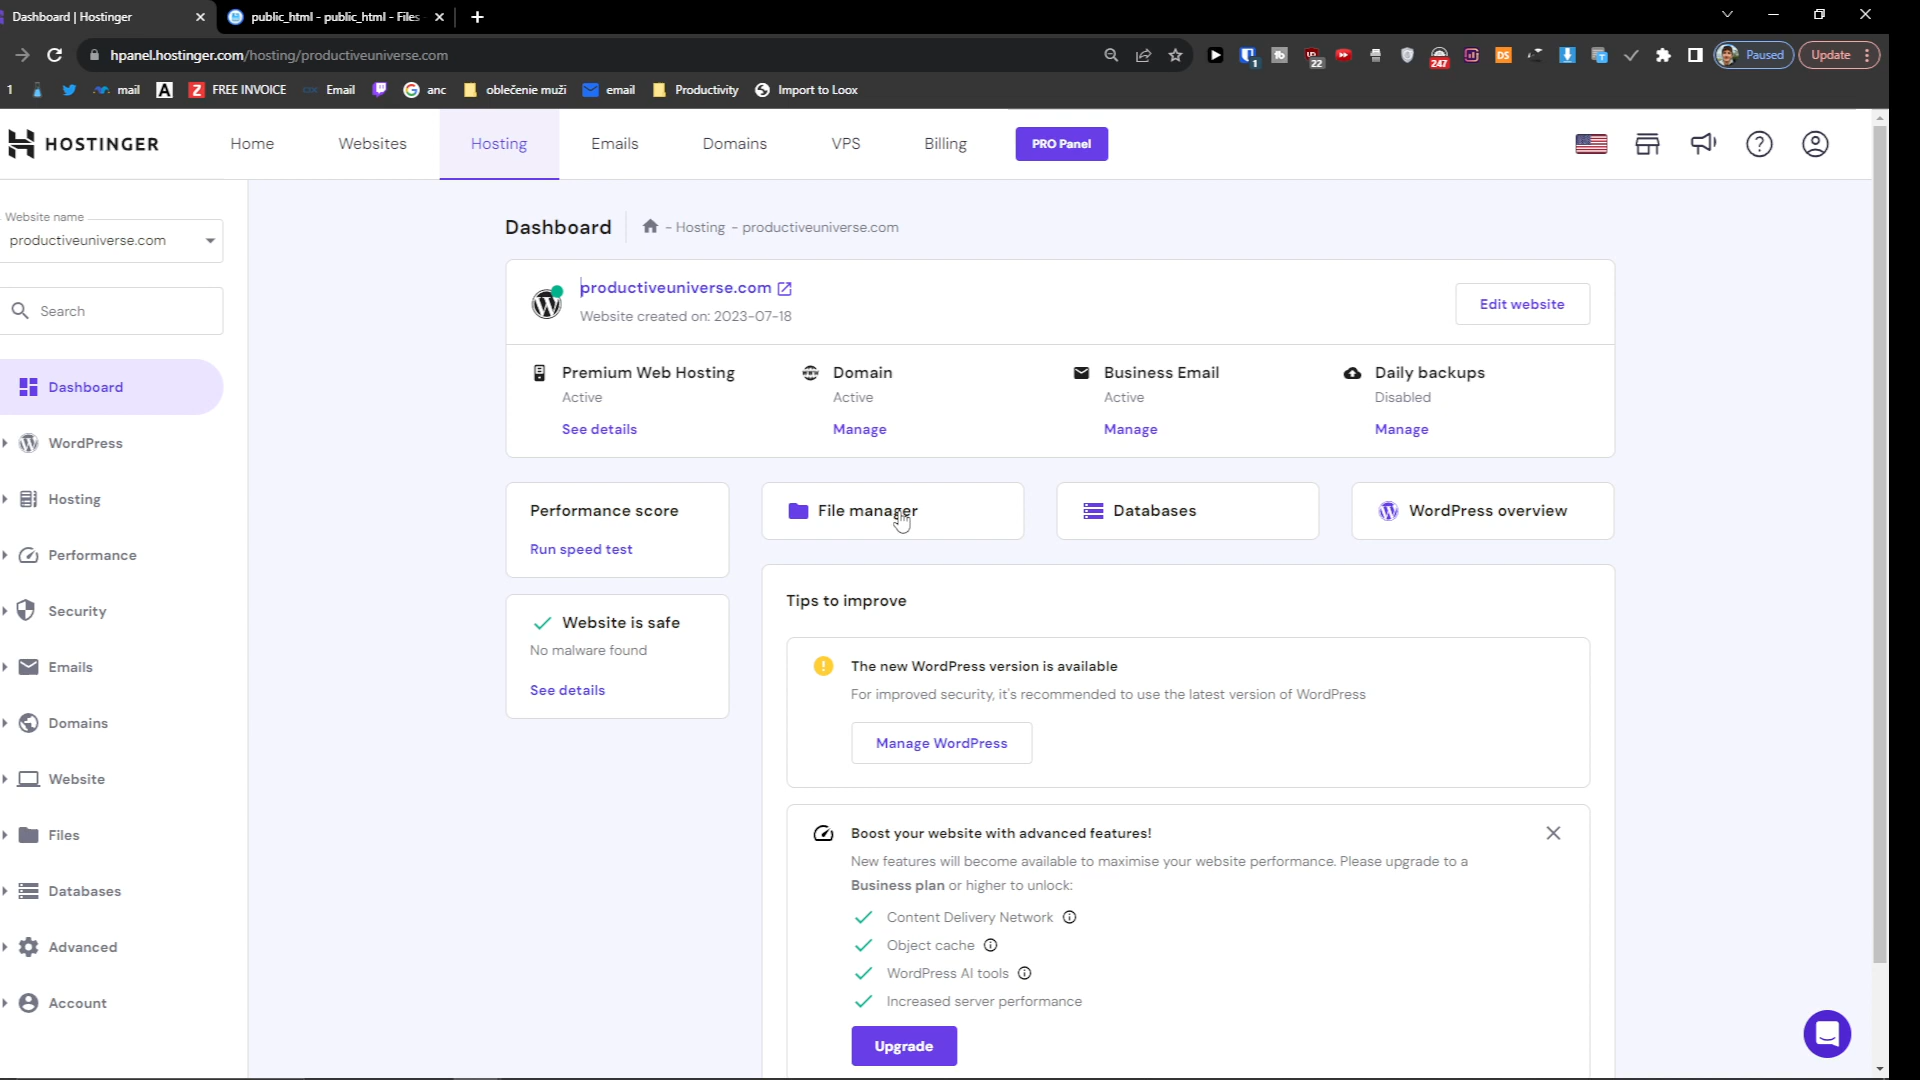 Dashboard | Hostinger
public_html - public_html - Files
hpanel.hostinger.com/hosting/productiveuniverse.com
1
22
247
DS
Paused
Update
1
mail
FREE INVOICE
Email
anc
oblečenie muži
email
Productivity
Import to Loox
HOSTINGER
Home
Websites
Hosting
Emails
Domains
VPS
Billing
PRO Panel
Website name
productiveuniverse.com
Search
Dashboard
WordPress
Hosting
Performance
Security
Emails
Domains
Website
Files
Databases
Advanced
Account
Dashboard
- Hosting - productiveuniverse.com
productiveuniverse.com
Website created on: 2023-07-18
Edit website
Premium Web Hosting
Active
See details
Domain
Active
Manage
Business Email
Active
Manage
Daily backups
Disabled
Manage
Performance score
Run speed test
File manager
Databases
WordPress overview
Website is safe
No malware found
See details
Tips to improve
The new WordPress version is available
For improved security, it's recommended to use the latest version of WordPress
Manage WordPress
Boost your website with advanced features!
New features will become available to maximise your website performance. Please upgrade to a
Business plan or higher to unlock:
Content Delivery Network
Object cache
WordPress AI tools
Increased server performance
Upgrade